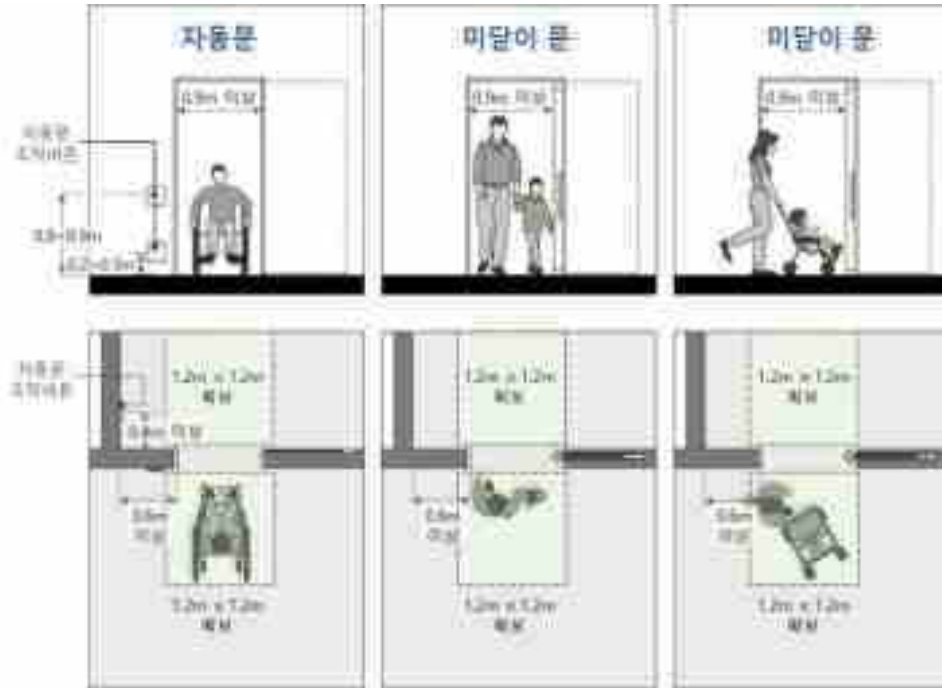 자동문
미닫이 문
미닫이 문
0.9m 이상
0.9m 이상
0.9m 이상
자동문
조작버튼
0.8~0.9m
0.2~0.3m
자동문
조작버튼
1.2m x 1.2m
확보
1.2m x 1.2m
확보
1.2m x 1.2m
확보
이상
0.6m
이상
0.6m
이상
0.6m
이상
1.2m x 1.2m
확보
1.2m x 1.2m
확보
1.2m x 1.2m
확보